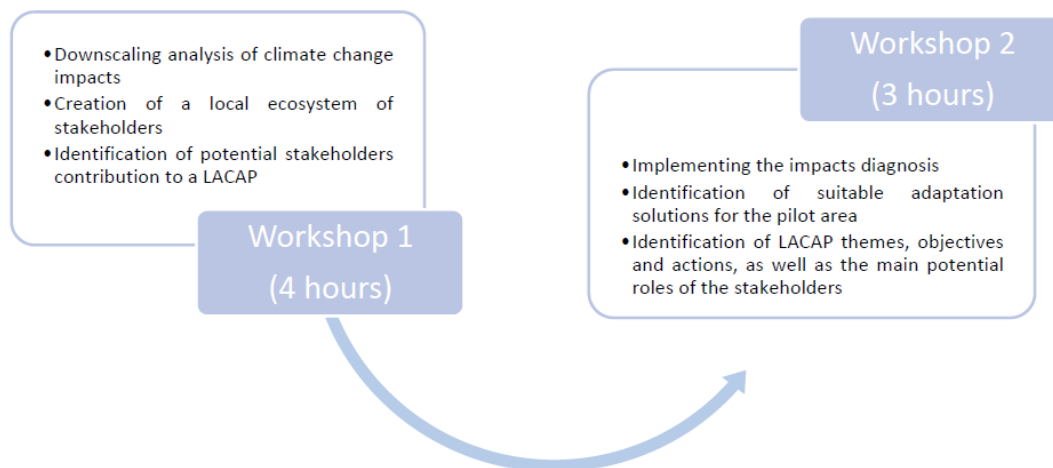 •Downscaling analysis of climate change
impacts
•Creation of a local ecosystem of
stakeholders
•Identification of potential stakeholders
contribution to a LACAP
Workshop 1
(4 hours)
Workshop 2
(3 hours)
•Implementing the impacts diagnosis
•Identification of suitable adaptation
solutions for the pilot area
•Identification of LACAP themes, objectives
and actions, as well as the main potential
roles of the stakeholders